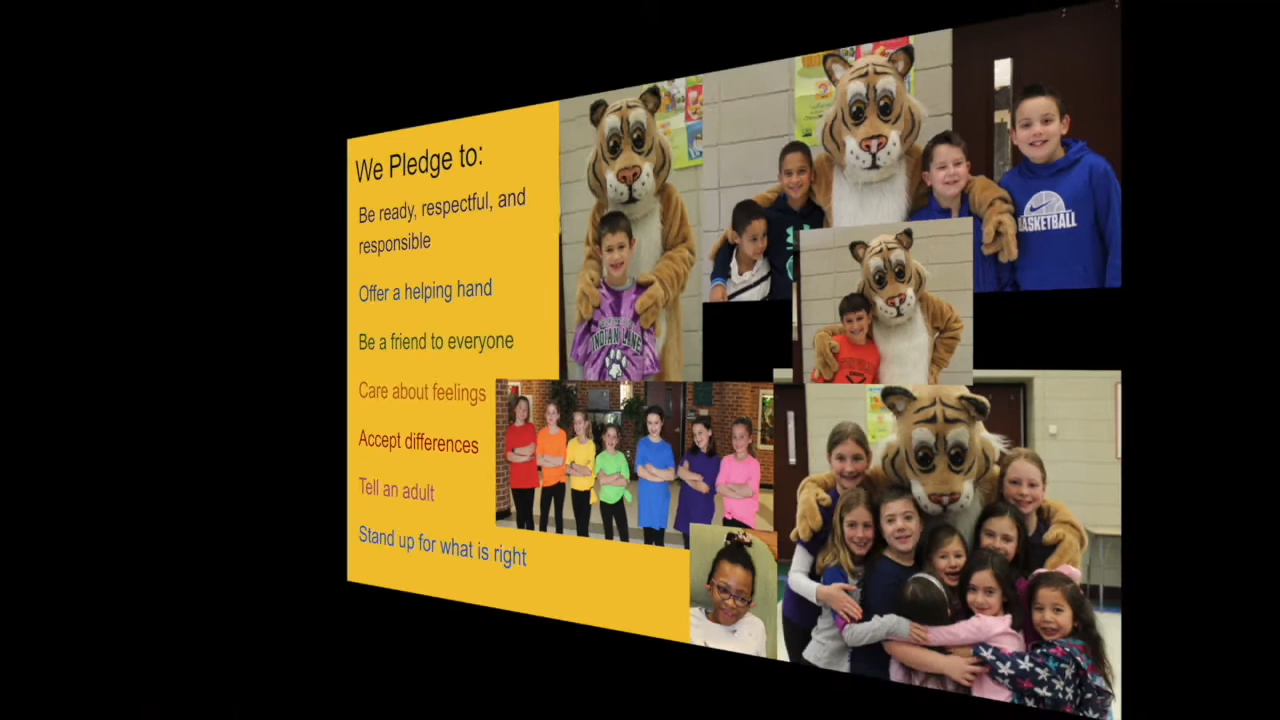 We Pledge to:
Be ready, respectful, and
responsible
Offer a helping hand
Be a friend to everyone
Care about feelings
Accept differences
Tell an adult
Stand up for what is right
INDIAN LANE
BASKETBALL